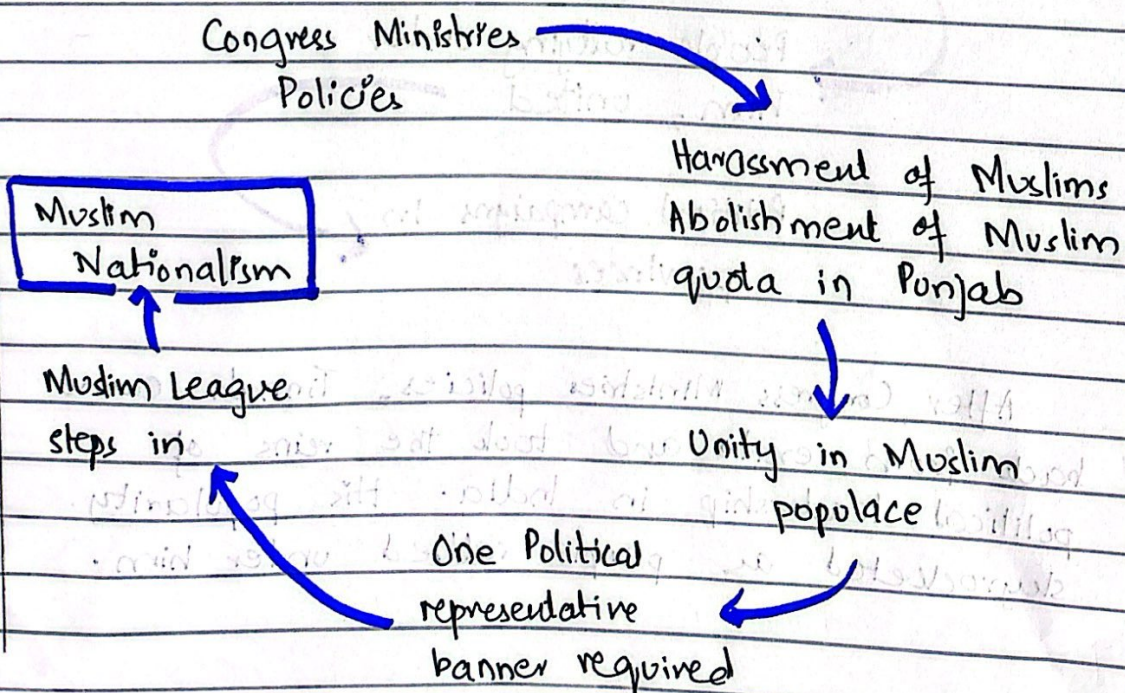 Congress Ministries
Policies
Harassment of Muslims
Abolishment of Muslim
quota in Punjab
Unity in Muslim
populace
One Political
representative
banner required
Muslim League
steps in
Muslim
Nationalism